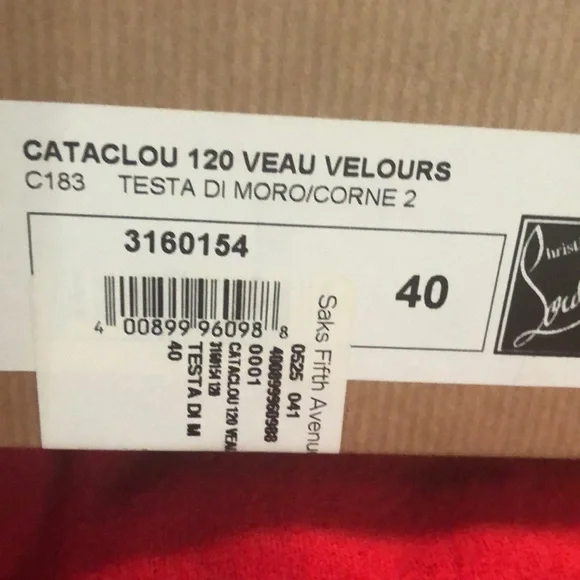 CATACLOU 120 VEAU VELOURS
C183 TESTA DI MORO/CORNE 2
3160154
40
4 00899 96098 8
Saks Fifth Avenu
0525 041
400899960988
0001
CATACLOU 120 VEA
3160154 120
TESTA DI M
40